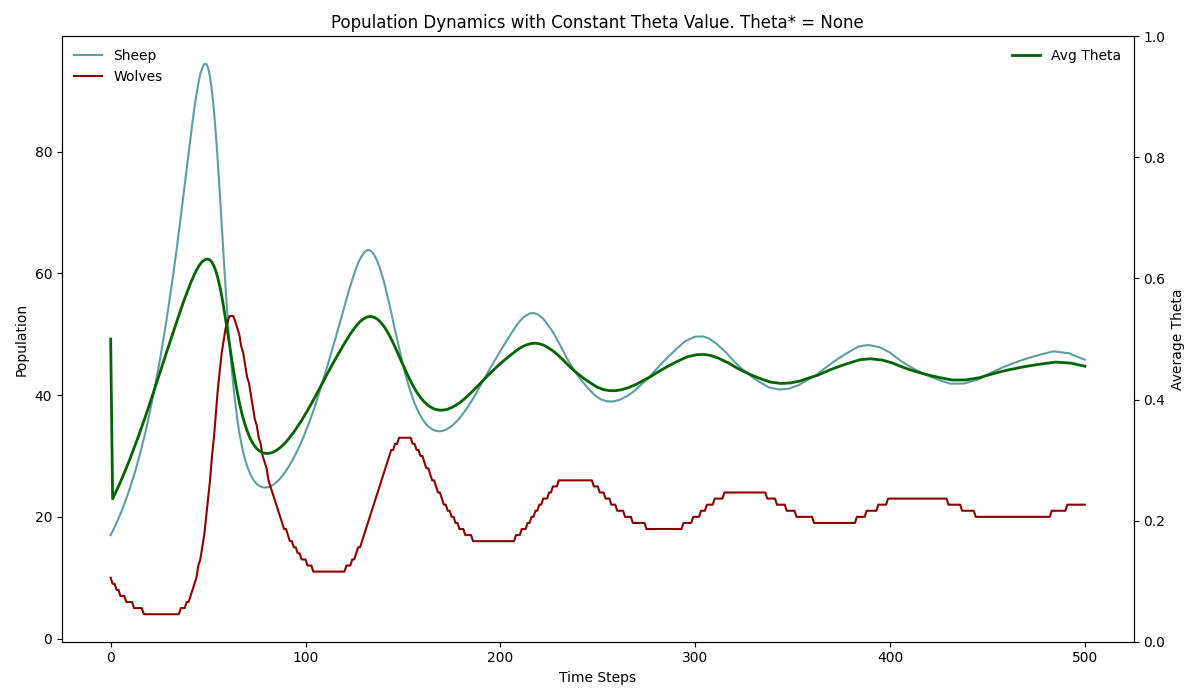 Population Dynamics with Constant Theta Value. Theta* = None
Sheep
Wolves
Avg Theta
Population
80
60
40
20
0
1.0
0.8
0.6
0.4
0.2
0.0
Average Theta
0 100 200 300 400 500
Time Steps